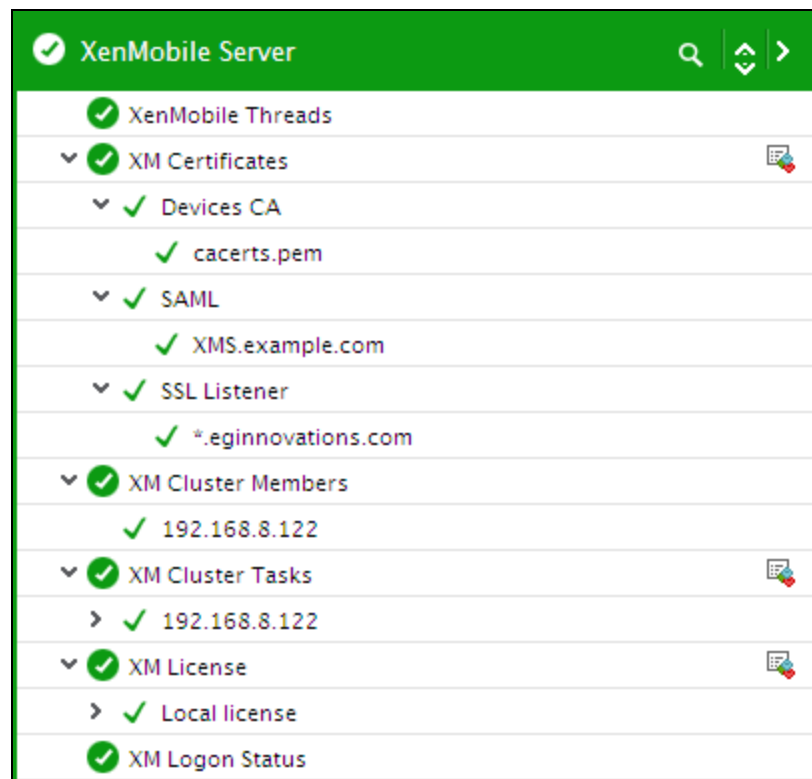 XenMobile Server
XenMobile Threads
XM Certificates
Devices CA
cacerts.pem
SAML
XMS.example.com
SSL Listener
*.eginnovations.com
XM Cluster Members
192.168.8.122
XM Cluster Tasks
192.168.8.122
XM License
Local license
XM Logon Status